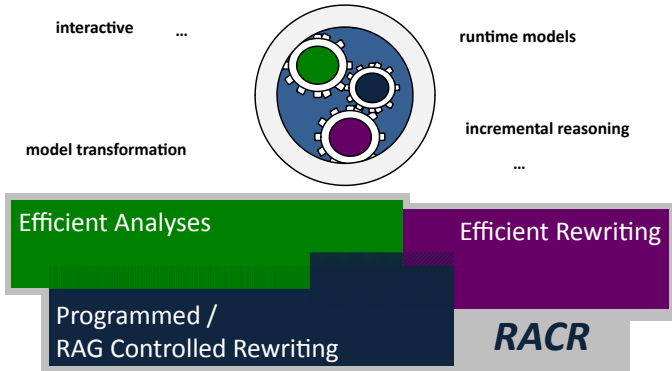 interactive ...
runtime models
model transformation
incremental reasoning
...
Efficient Analyses
Efficient Rewriting
Programmed /
RAG Controlled Rewriting
RACR